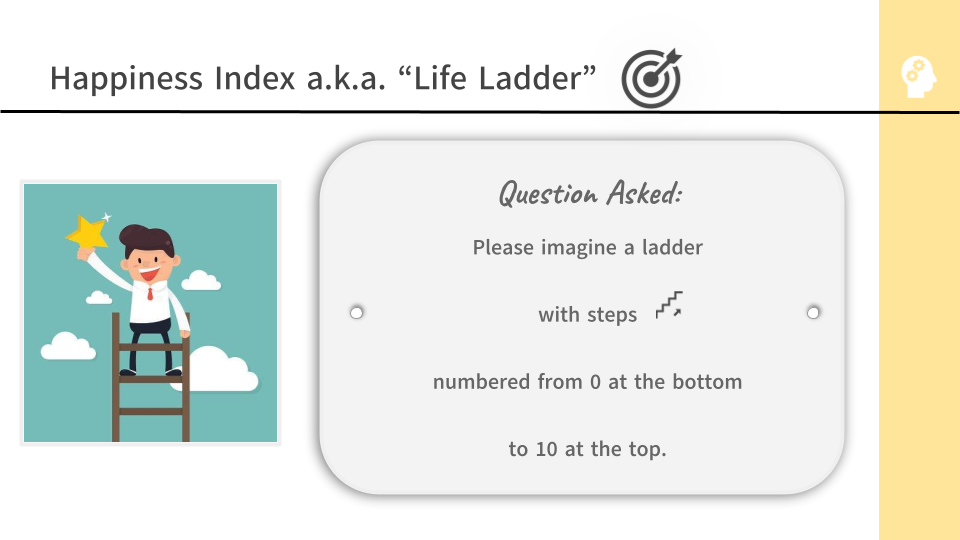 Happiness Index a.k.a. “Life Ladder”
Question Asked:
Please imagine a ladder
with steps
numbered from 0 at the bottom
to 10 at the top.